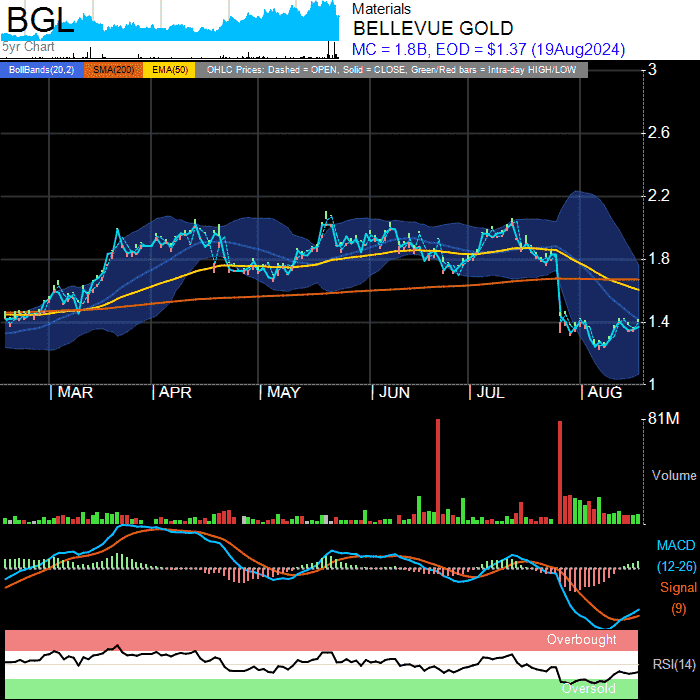 BGL
5yr Chart
Materials
BELLEVUE GOLD
MC = 1.8B, EOD = $1.37 (19Aug2024)
BollBands(20,2) SMA(200) EMA(50) OHLC Prices: Dashed = OPEN, Solid = CLOSE, Green/Red bars = Intra-day HIGH/LOW
3
2.6
2.2
1.8
1.4
1
MAR APR MAY JUN JUL AUG
81M
Volume
MACD
(12-26)
Signal
(9)
Overbought
RSI(14)
Oversold